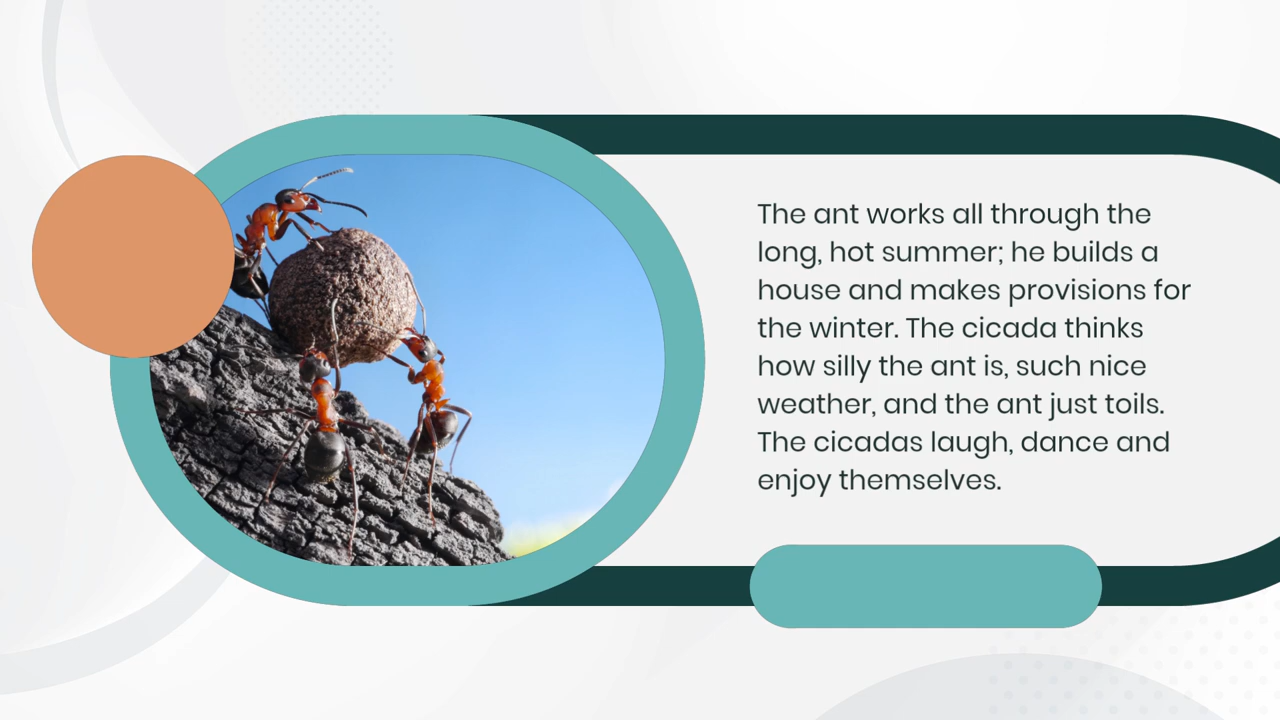 The ant works all through the
long, hot summer; he builds a
house and makes provisions for
the winter. The cicada thinks
how silly the ant is, such nice
weather, and the ant just toils.
The cicadas laugh, dance and
enjoy themselves.